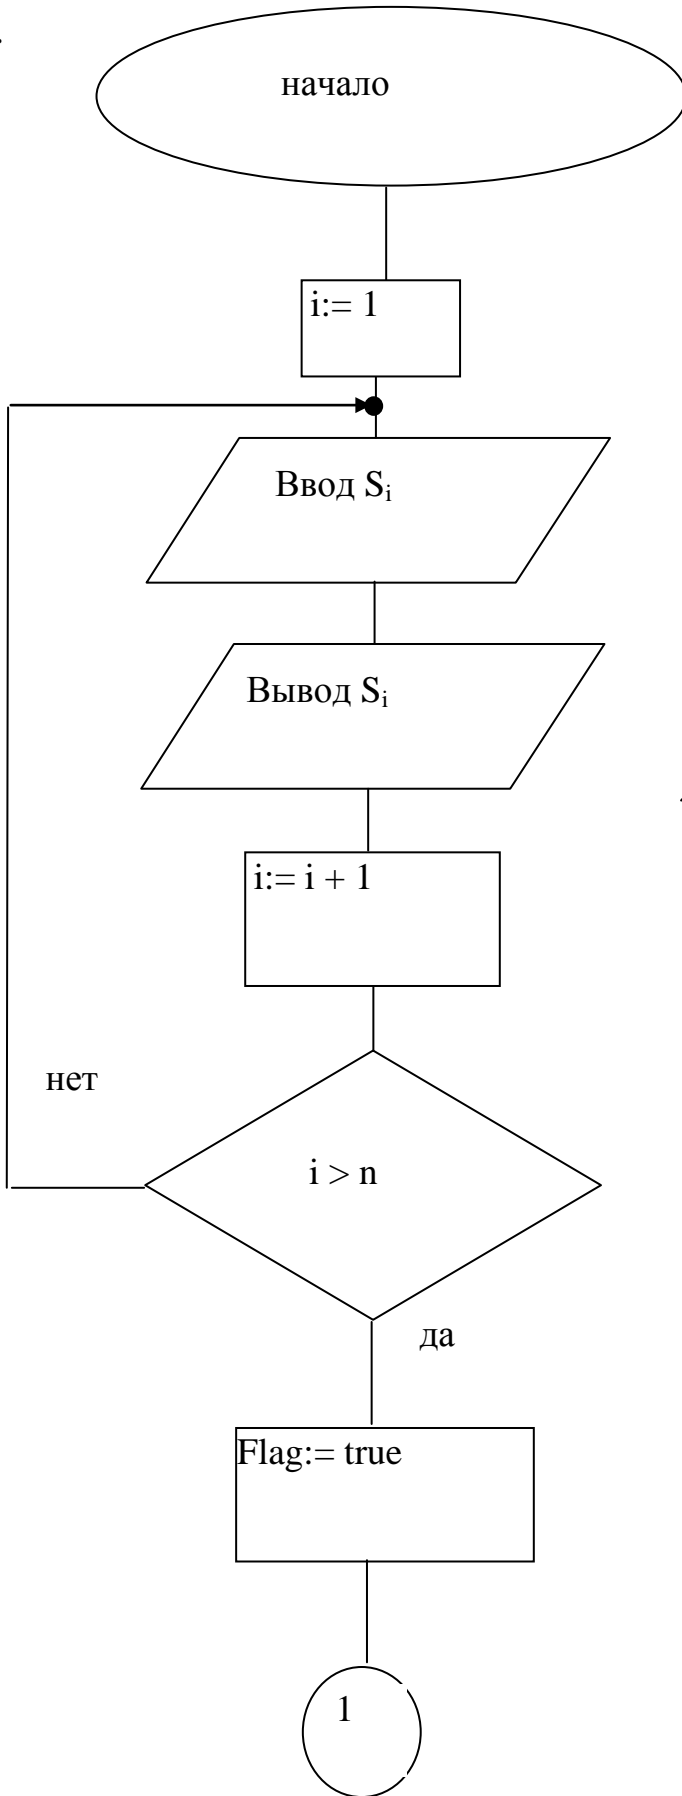 начало
i:= 1
Ввод Si
Вывод Si
i:= i + 1
нет
i > n
да
Flag:= true
1